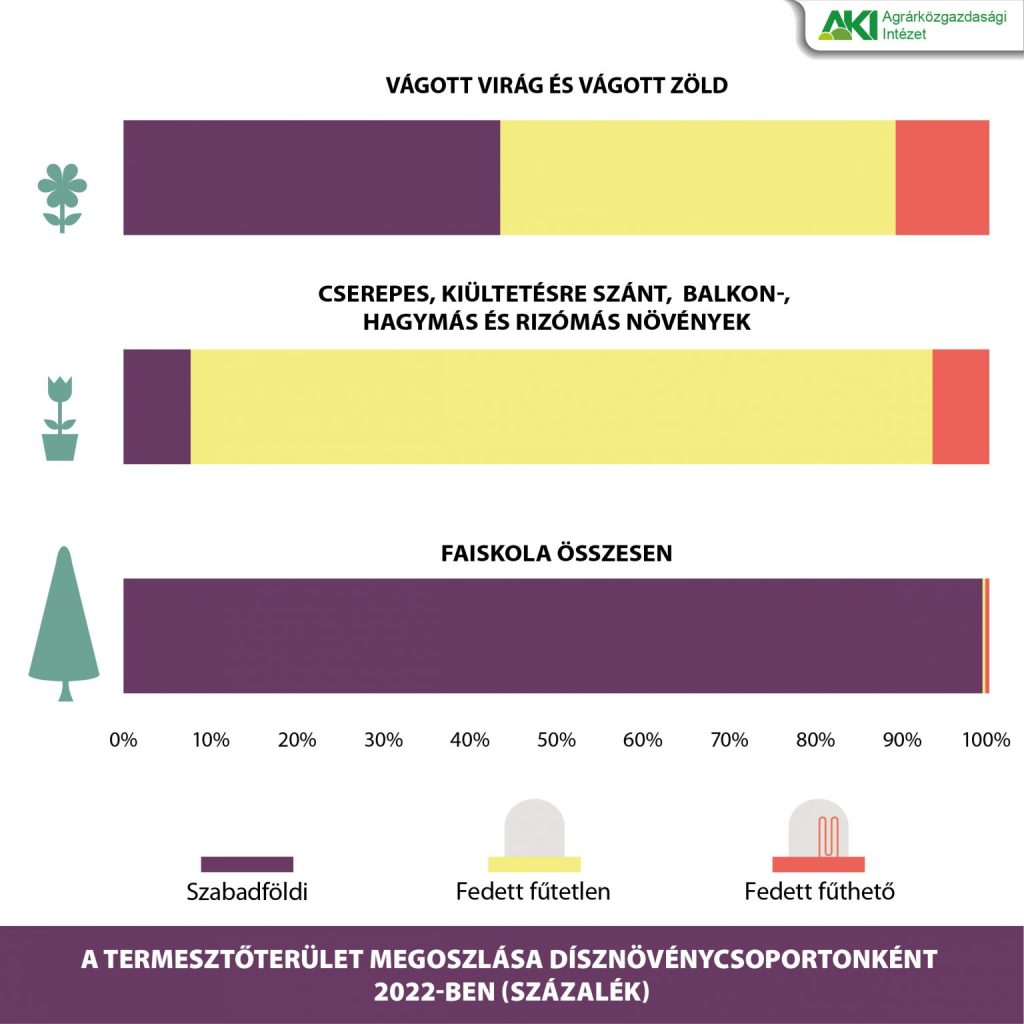 AKI Agrárközgazdasági
Intézet
VÁGOTT VIRÁG ÉS VÁGOTT ZÖLD
CSEREPES, KIÜLTETÉSRE SZÁNT, BALKON-,
HAGYMÁS ÉS RIZÓMÁS NÖVÉNYEK
FAISKOLA ÖSSZESEN
0% 10% 20% 30% 40% 50% 60% 70% 80% 90% 100%
Szabadföldi Fedett fűtetlen Fedett fűthető
A TERMESZTŐTERÜLET MEGOSZLÁSA DÍSZNÖVÉNYCSOPORTONKÉNT
2022-BEN (SZÁZALÉK)